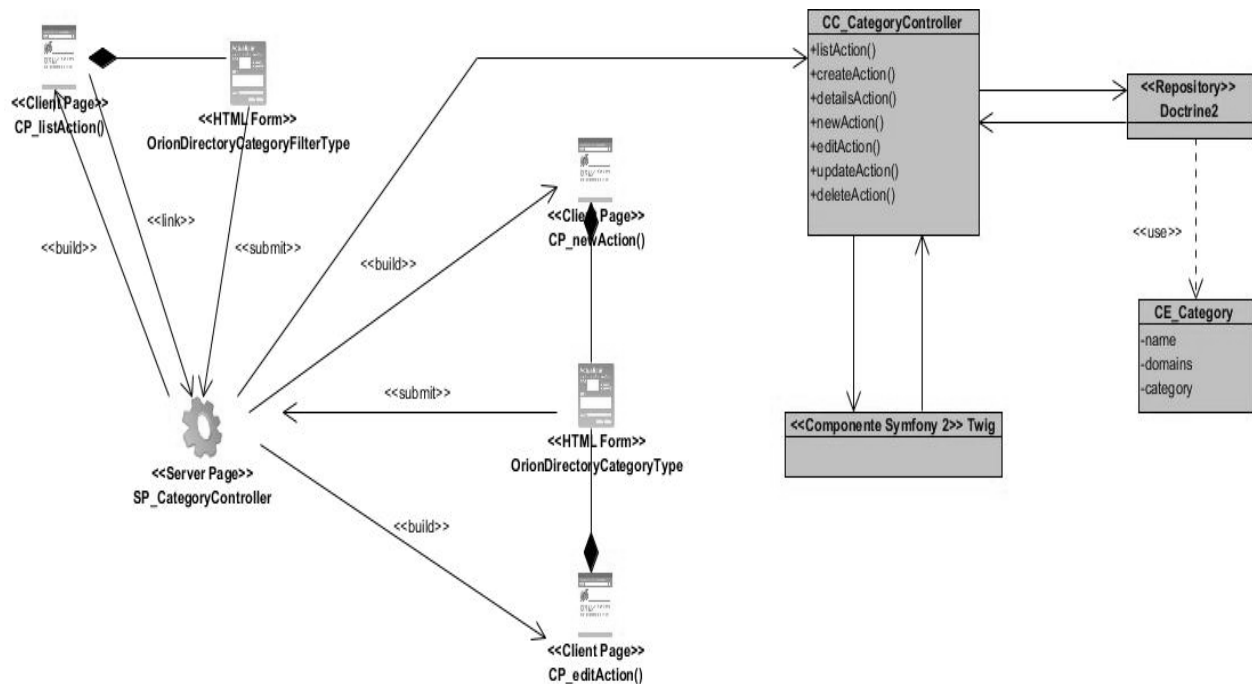 <<Client Page>>
CP_listAction()
<<HTML Form>>
OrionDirectoryCategoryFilterType
<<link>>
<<build>>
<<submit>>
<<Server Page>>
SP_CategoryController
<<build>>
<<Client Page>>
CP_newAction()
<<submit>>
<<HTML Form>>
OrionDirectoryCategoryType
<<build>>
<<Client Page>>
CP_editAction()
CC_CategoryController
+listAction()
+createAction()
+detailsAction()
+newAction()
+editAction()
+updateAction()
+deleteAction()
<<Repository>>
Doctrine2
<<use>>
CE_Category
-name
-domains
-category
<<Componente Symfony 2>> Twig